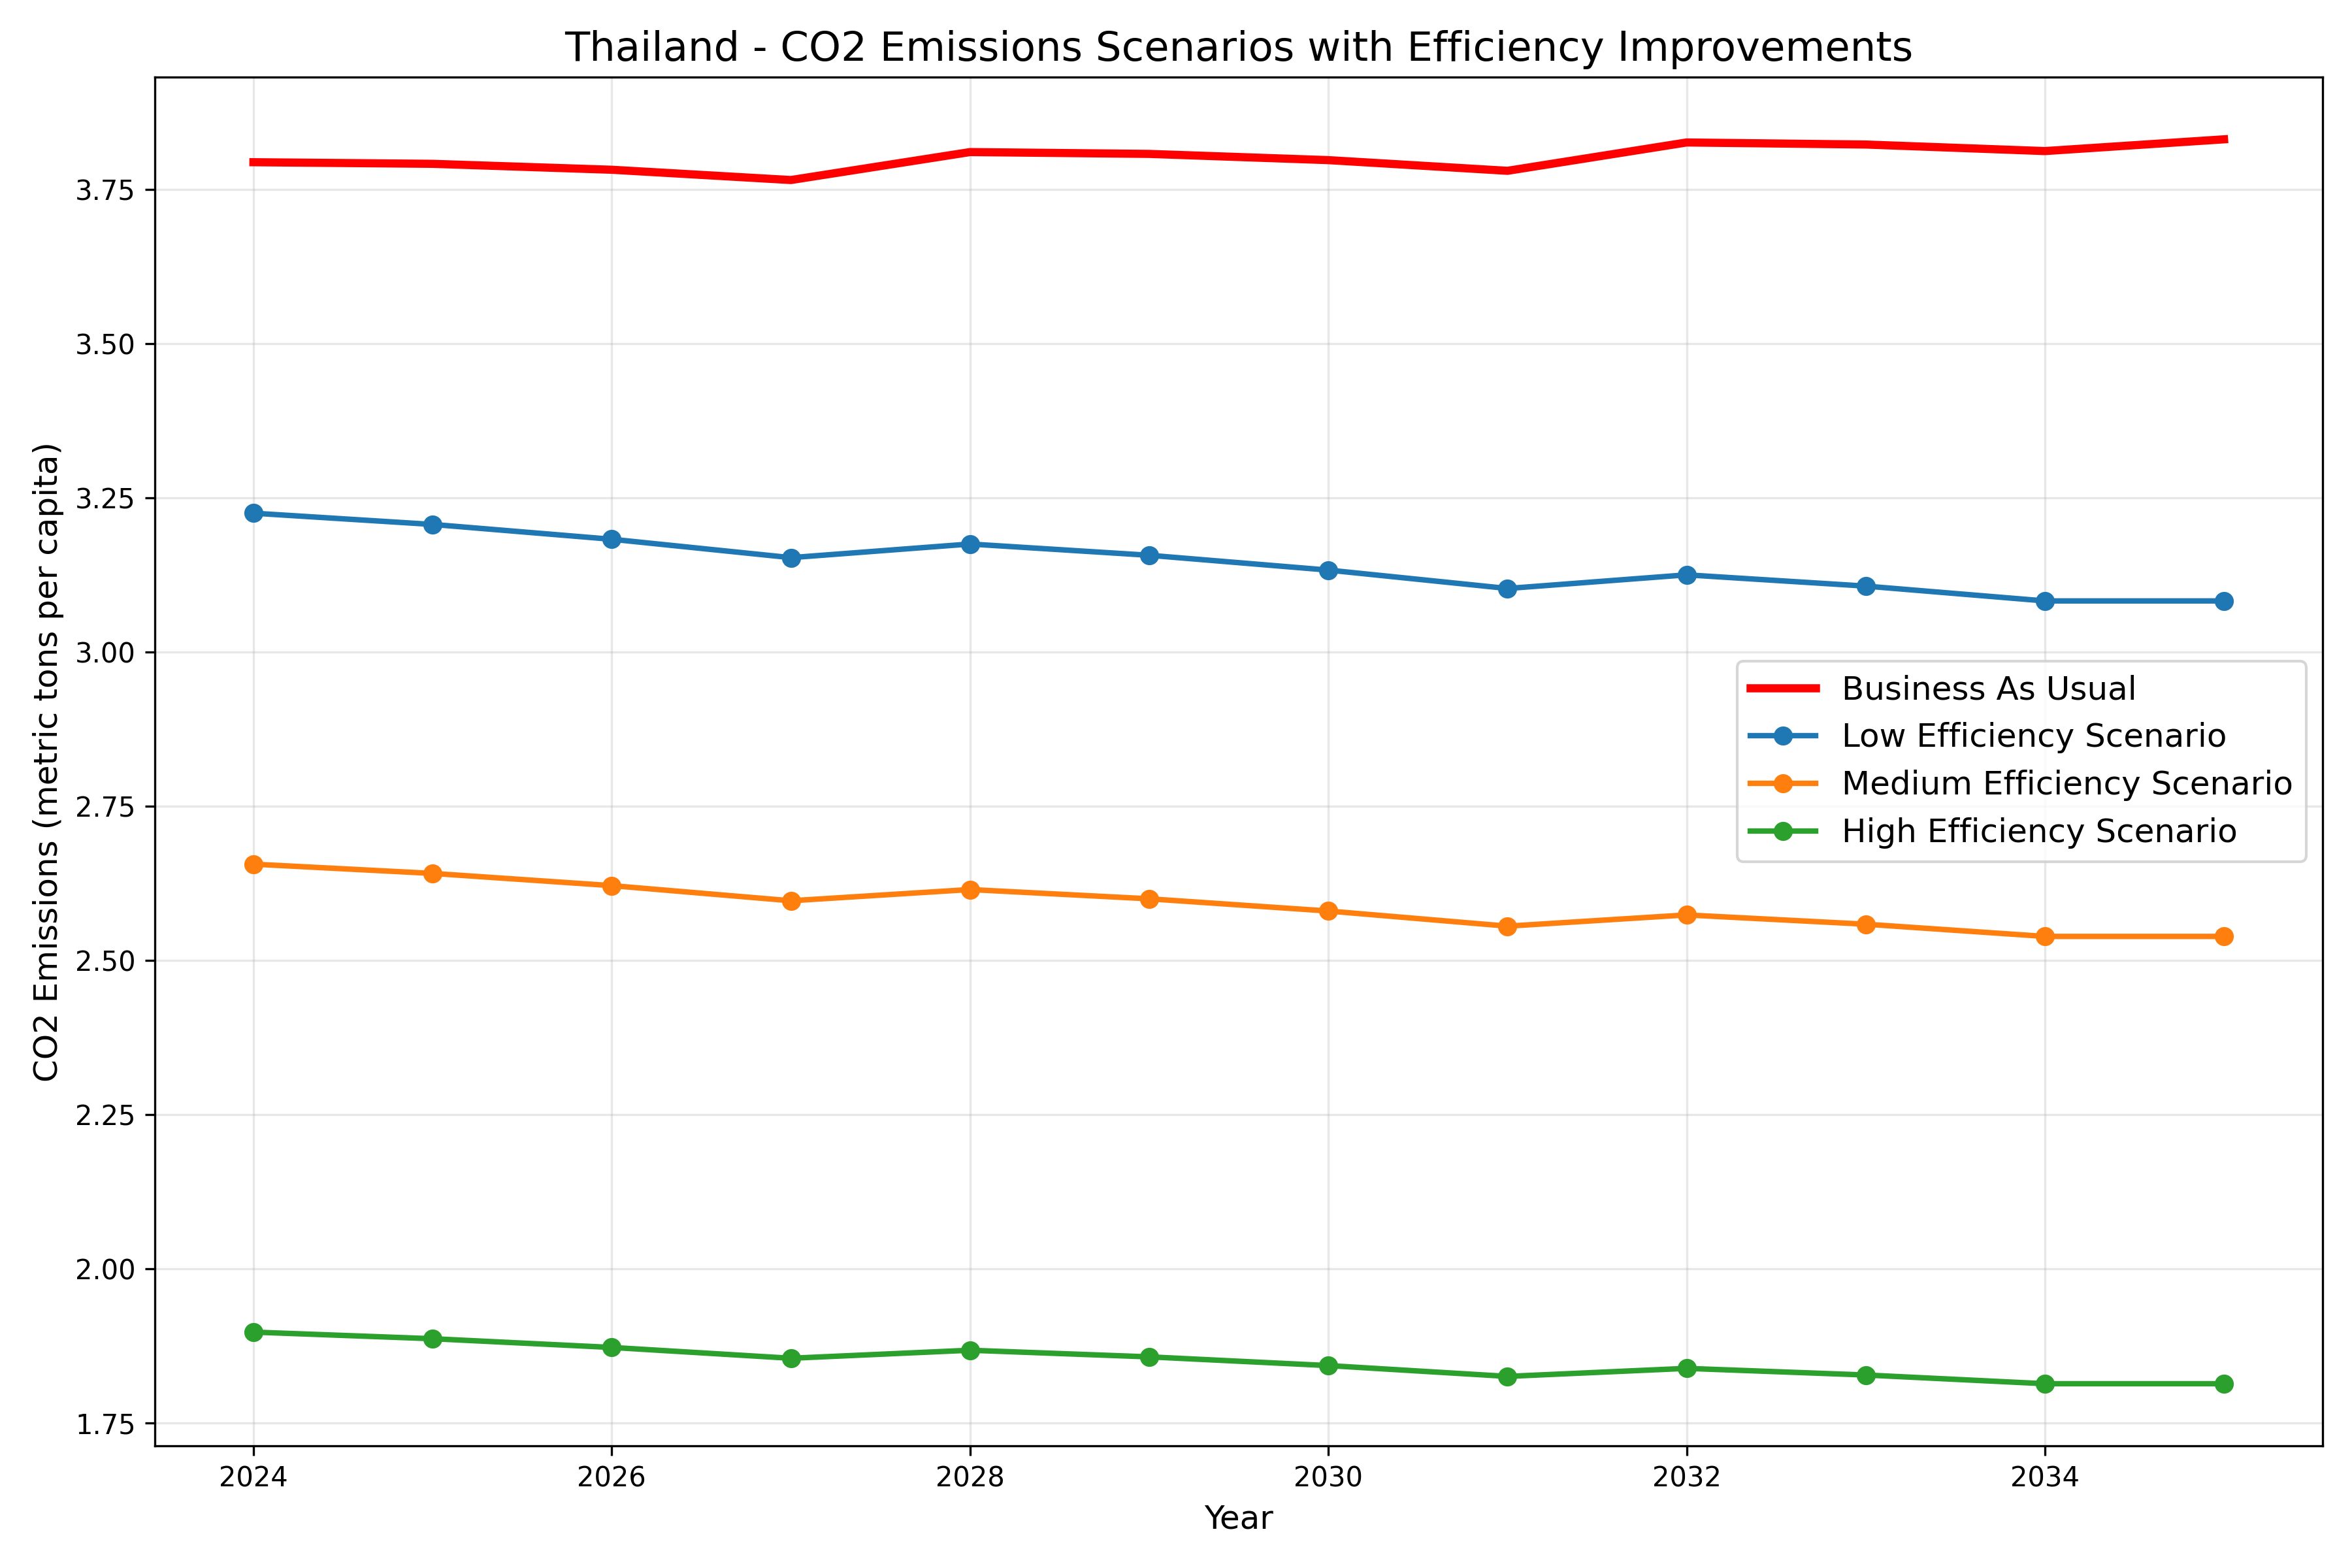 Thailand - CO2 Emissions Scenarios with Efficiency Improvements
CO2 Emissions (metric tons per capita)
3.75
3.50
3.25
3.00
2.75
2.50
2.25
2.00
1.75
Business As Usual
Low Efficiency Scenario
Medium Efficiency Scenario
High Efficiency Scenario
2024 2026 2028 2030 2032 2034
Year